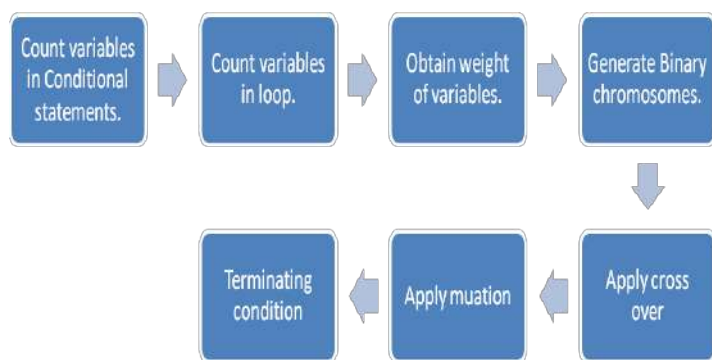 Count variables
in Conditional
statements.
Count variables
in loop.
Obtain weight
of variables.
Generate Binary
chromosomes.
Apply cross
over
Apply muation
Terminating
condition